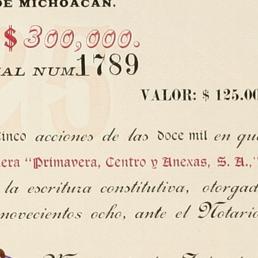 DE MICHOACÁN.
$ 300,000.
AL NUM. 1789
VALOR: $ 125.00
cinco acciones de las doce mil en qu
era "Primavera, Centro y Anexas, S. A.,"
la escritura constitutiva, otorgad
novecientos ocho, ante el Notario